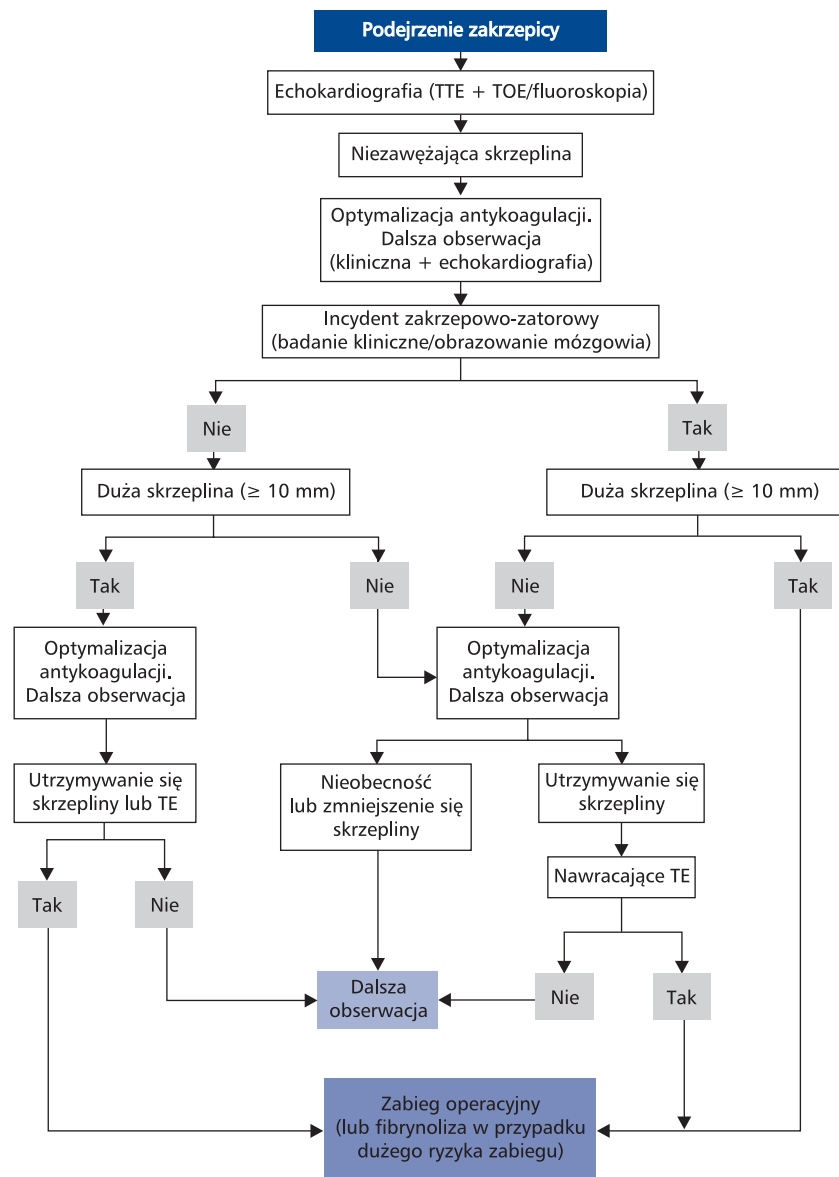 Podejrzenie zakrzepicy
Echokardiografia (TTE + TOE/fluoroskopia)
Niezawężająca skrzeplina
Optymalizacja antykoagulacji.
Dalsza obserwacja
(kliniczna + echokardiografia)
Incydent zakrzepowo-zatorowy
(badanie kliniczne/obrazowanie mózgowia)
Nie
Tak
Duża skrzeplina (≥ 10 mm)
Duża skrzeplina (≥ 10 mm)
Tak
Nie
Nie
Tak
Optymalizacja
antykoagulacji.
Dalsza obserwacja
Optymalizacja
antykoagulacji.
Dalsza obserwacja
Utrzymywanie się
skrzepliny lub TE
Nieobecność
lub zmniejszenie się
skrzepliny
Utrzymywanie się
skrzepliny
Nawracające TE
Tak
Nie
Nie
Tak
Dalsza
obserwacja
Zabieg operacyjny
(lub fibrynoliza w przypadku
dużego ryzyka zabiegu)